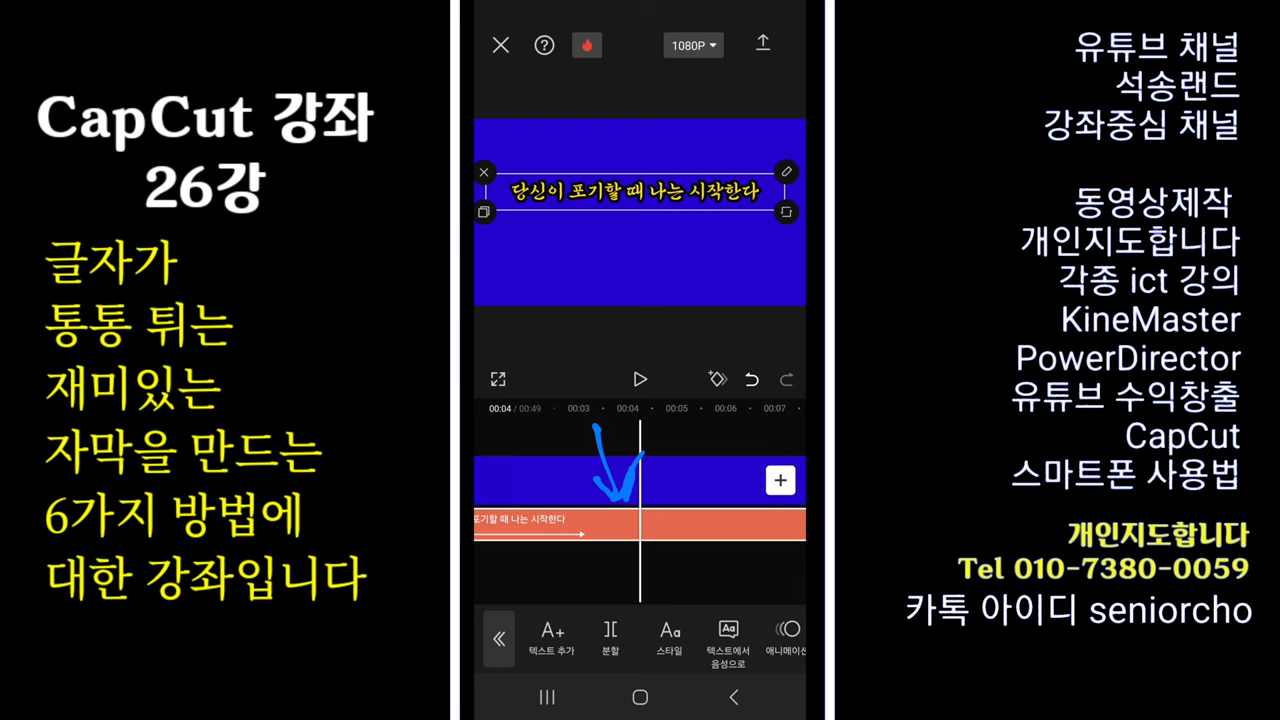 CapCut 강좌
26강
글자가
통통 튀는
재미있는
자막을 만드는
6가지 방법에
대한 강좌입니다
1080P
당신이 포기할 때 나는 시작한다
00:04 / 00:49
00:03
00:04
00:05
00:06
00:07
포기할 때 나는 시작한다
A+
텍스트 추가
분할
Aa
스타일
Aa
텍스트에서
음성으로
애니메이션
유튜브 채널
석송랜드
강좌중심 채널
동영상제작
개인지도합니다
각종 ict 강의
KineMaster
PowerDirector
유튜브 수익창출
CapCut
스마트폰 사용법
개인지도합니다
Tel 010-7380-0059
카톡 아이디 seniorcho